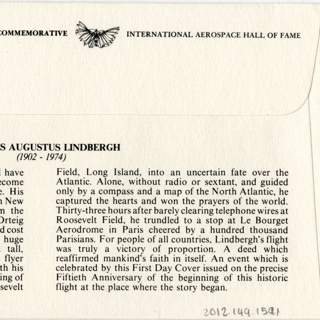 COMMEMORATIVE INTERNATIONAL AEROSPACE HALL OF FAME
S AUGUSTUS LINDBERGH
(1902 - 1974)
have
ecome
e. His
n New
m the
Orteig
d cost
huge
tall,
flyer
th his
ing of
sevelt
Field, Long Island, into an uncertain fate over the
Atlantic. Alone, without radio or sextant, and guided
only by a compass and a map of the North Atlantic, he
captured the hearts and won the prayers of the world.
Thirty-three hours after barely clearing telephone wires at
Roosevelt Field, he trundled to a stop at Le Bourget
Aerodrome in Paris cheered by a hundred thousand
Parisians. For people of all countries, Lindbergh's flight
was truly a victory of proportion. A deed which
reaffirmed mankind's faith in itself. An event which is
celebrated by this First Day Cover issued on the precise
Fiftieth Anniversary of the beginning of this historic
flight at the place where the story began.